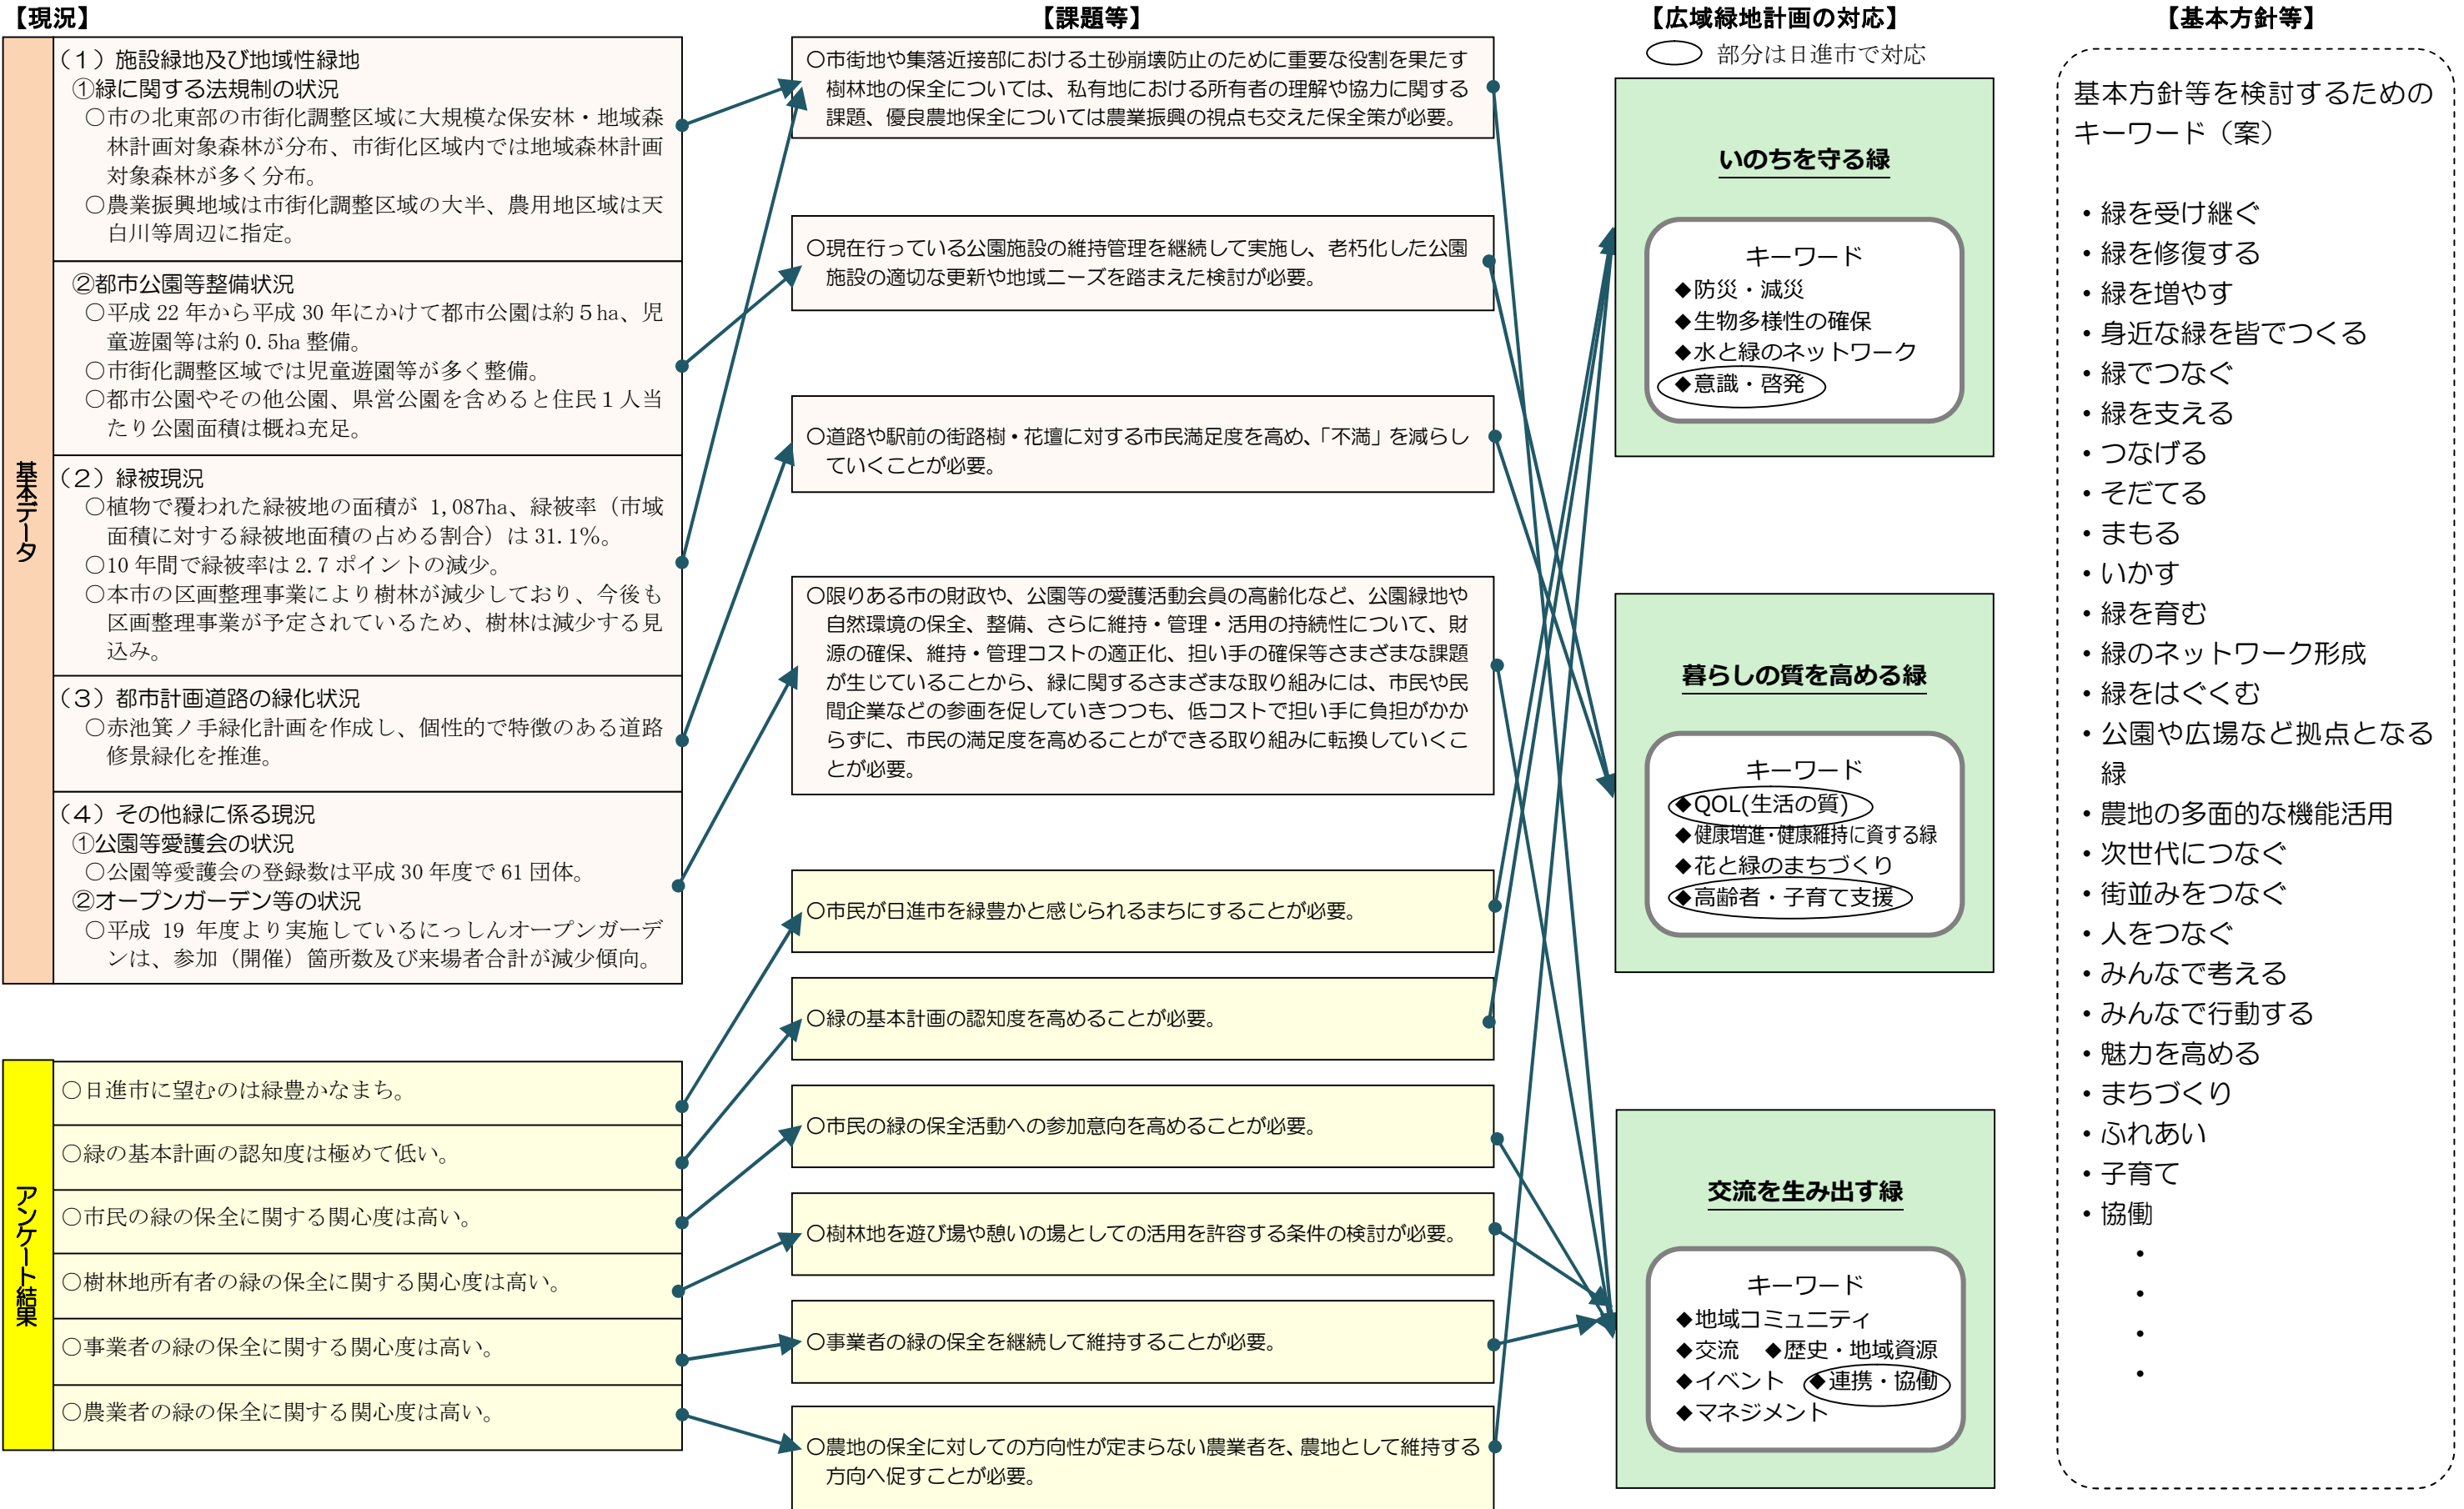 【現況】
基本データ
（１）施設緑地及び地域性緑地
①緑に関する法規制の状況
○市の北東部の市街化調整区域に大規模な保安林・地域森
林計画対象森林が分布、市街化区域内では地域森林計画
対象森林が多く分布。
○農業振興地域は市街化調整区域の大半、農用地区域は天
白川等周辺に指定。
②都市公園等整備状況
○平成 22 年から平成 30 年にかけて都市公園は約５ha、児
童遊園等は約 0.5ha 整備。
○市街化調整区域では児童遊園等が多く整備。
○都市公園やその他公園、県営公園を含めると住民１人当
たり公園面積は概ね充足。
（２）緑被現況
○植物で覆われた緑被地の面積が 1,087ha、緑被率（市域
面積に対する緑被地面積の占める割合）は 31.1%。
○10 年間で緑被率は 2.7 ポイントの減少。
○本市の区画整理事業により樹林が減少しており、今後も
区画整理事業が予定されているため、樹林は減少する見
込み。
（３）都市計画道路の緑化状況
○赤池箕ノ手緑化計画を作成し、個性的で特徴のある道路
修景緑化を推進。
（４）その他緑に係る現況
①公園等愛護会の状況
○公園等愛護会の登録数は平成 30 年度で 61 団体。
②オープンガーデン等の状況
○平成 19 年度より実施しているにっしんオープンガーデ
ンは、参加（開催）箇所数及び来場者合計が減少傾向。
アンケート結果
○日進市に望むのは緑豊かなまち。
○緑の基本計画の認知度は極めて低い。
○市民の緑の保全に関する関心度は高い。
○樹林地所有者の緑の保全に関する関心度は高い。
○事業者の緑の保全に関する関心度は高い。
○農業者の緑の保全に関する関心度は高い。
【課題等】
○市街地や集落近接部における土砂崩壊防止のために重要な役割を果たす
樹林地の保全については、私有地における所有者の理解や協力に関する
課題、優良農地保全については農業振興の視点も交えた保全策が必要。
○現在行っている公園施設の維持管理を継続して実施し、老朽化した公園
施設の適切な更新や地域ニーズを踏まえた検討が必要。
○道路や駅前の街路樹・花壇に対する市民満足度を高め、「不満」を減らし
ていくことが必要。
○限りある市の財政や、公園等の愛護活動会員の高齢化など、公園緑地や
自然環境の保全、整備、さらに維持・管理・活用の持続性について、財
源の確保、維持・管理コストの適正化、担い手の確保等さまざまな課題
が生じていることから、緑に関するさまざまな取り組みには、市民や民
間企業などの参画を促していきつつも、低コストで担い手に負担がかか
らずに、市民の満足度を高めることができる取り組みに転換していくこ
とが必要。
○市民が日進市を緑豊かと感じられるまちにすることが必要。
○緑の基本計画の認知度を高めることが必要。
○市民の緑の保全活動への参加意向を高めることが必要。
○樹林地を遊び場や憩いの場としての活用を許容する条件の検討が必要。
○事業者の緑の保全を継続して維持することが必要。
○農地の保全に対しての方向性が定まらない農業者を、農地として維持する
方向へ促すことが必要。
【広域緑地計画の対応】
部分は日進市で対応
いのちを守る緑
キーワード
◆防災・減災
◆生物多様性の確保
◆水と緑のネットワーク
◆意識・啓発
暮らしの質を高める緑
キーワード
◆QOL(生活の質)
◆健康増進・健康維持に資する緑
◆花と緑のまちづくり
◆高齢者・子育て支援
交流を生み出す緑
キーワード
◆地域コミュニティ
◆交流　◆歴史・地域資源
◆イベント　◆連携・協働
◆マネジメント
【基本方針等】
基本方針等を検討するための
キーワード（案）
・緑を受け継ぐ
・緑を修復する
・緑を増やす
・身近な緑を皆でつくる
・緑でつなぐ
・緑を支える
・つなげる
・そだてる
・まもる
・いかす
・緑を育む
・緑のネットワーク形成
・緑をはぐくむ
・公園や広場など拠点となる
緑
・農地の多面的な機能活用
・次世代につなぐ
・街並みをつなぐ
・人をつなぐ
・みんなで考える
・みんなで行動する
・魅力を高める
・まちづくり
・ふれあい
・子育て
・協働
・
・
・
・